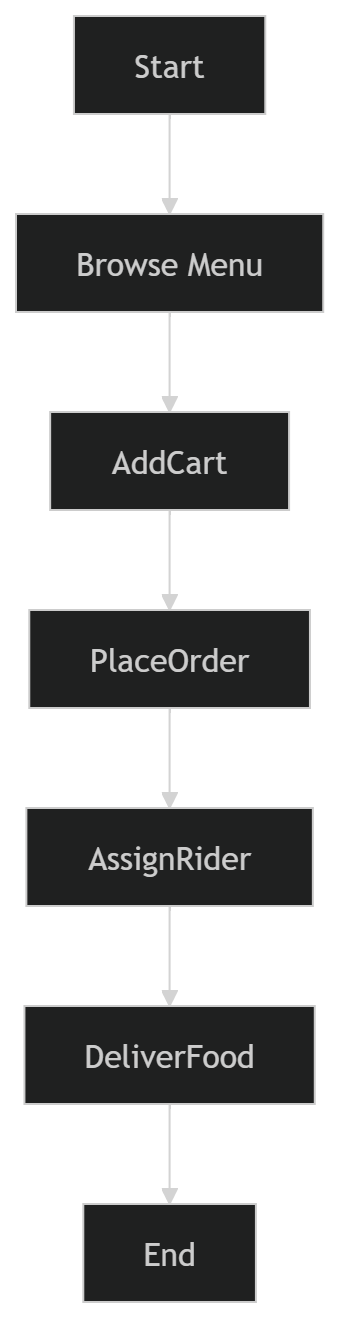 Start
Browse Menu
AddCart
PlaceOrder
AssignRider
DeliverFood
End